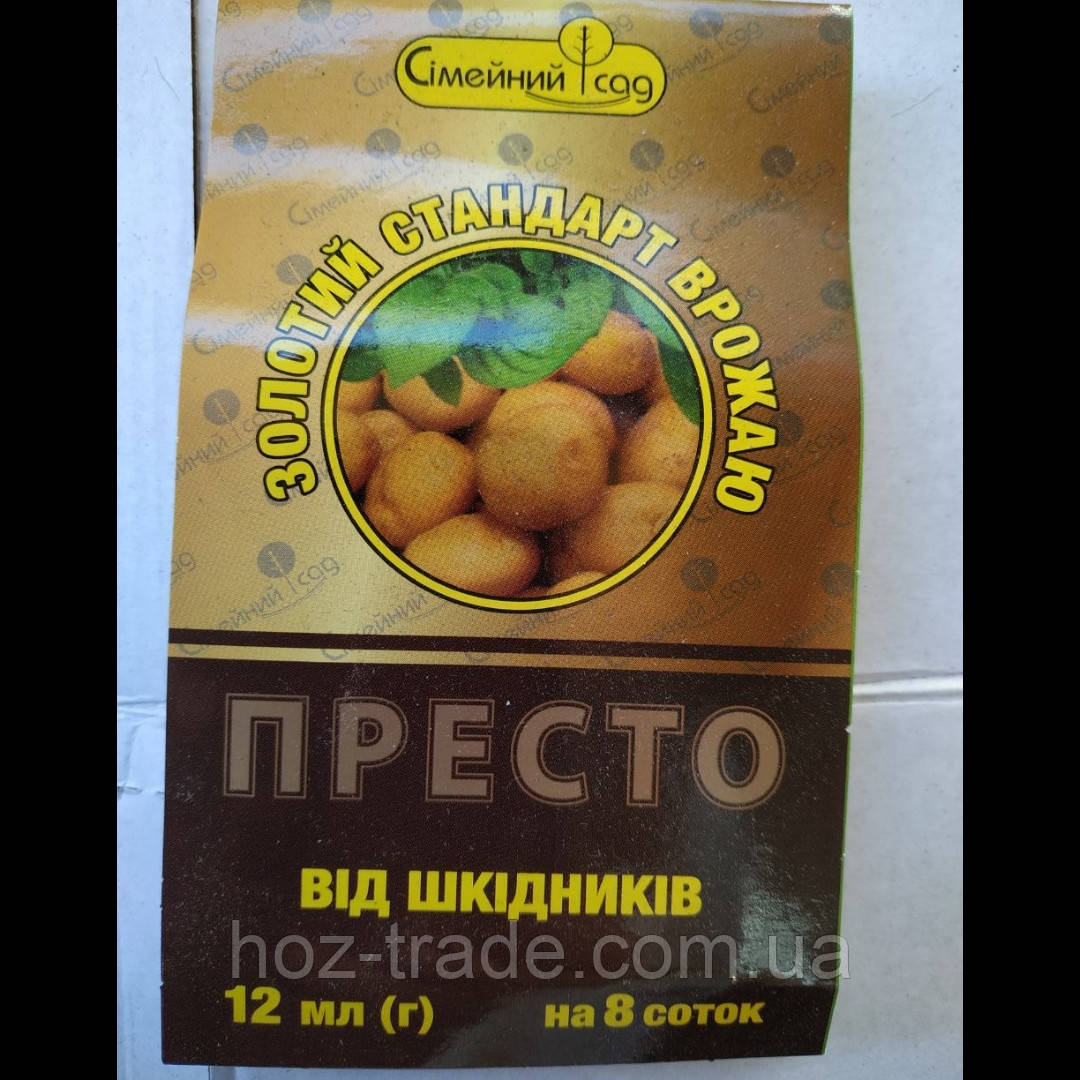 Сімейний сад
ЗОЛОТИЙ СТАНДАРТ ВРОЖАЮ
ПРЕСТО
ВІД ШКІДНИКІВ
hoz-trade.com.ua
12 мл (г) на 8 соток